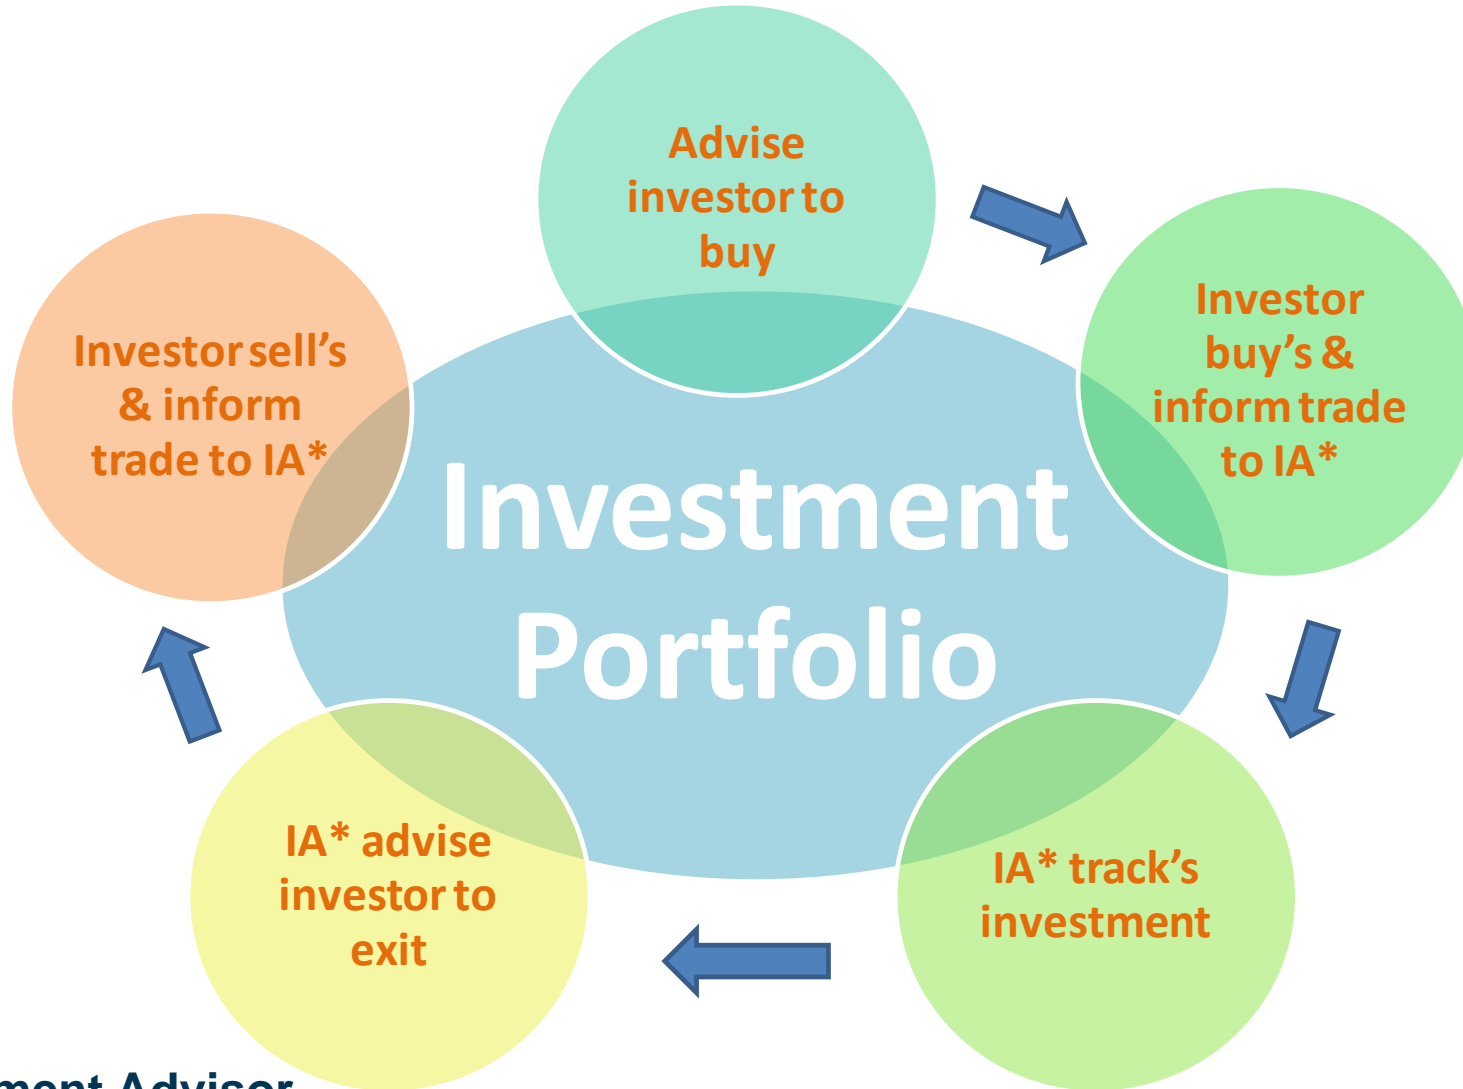 Advise
investor to
buy
Investor
buy's &
inform trade
to IA*
IA* track's
investment
IA* advise
investor to
exit
Investor sell's
& inform
trade to IA*
Investment
Portfolio
Advisor